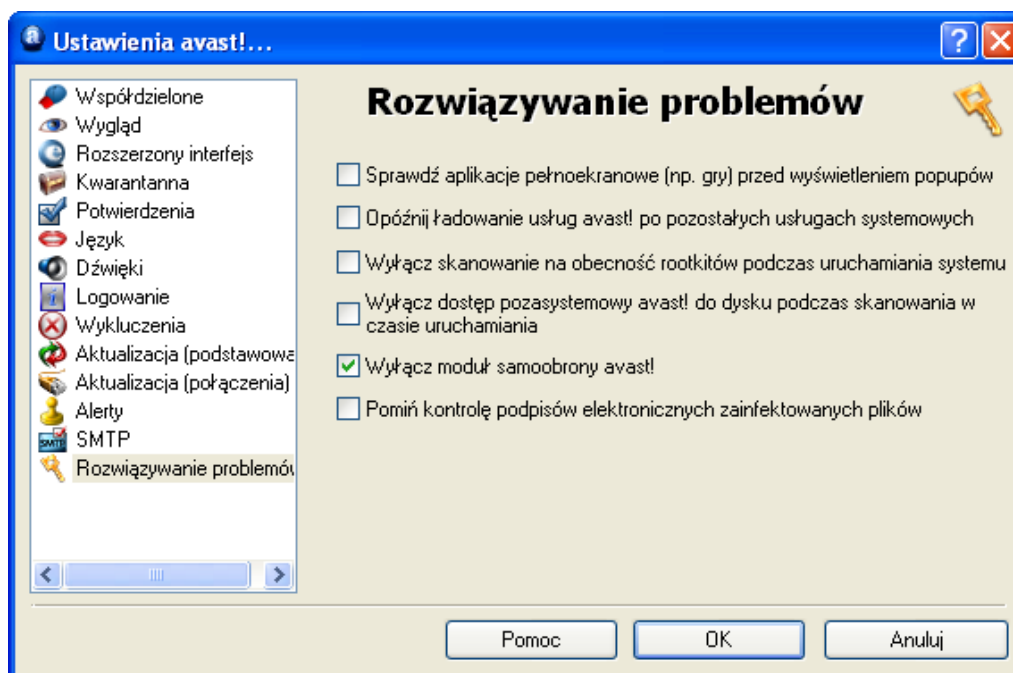 Ustawienia avast!...
Współdzielone
Wygląd
Rozszerzony interfejs
Kwarantanna
Potwierdzenia
Język
Dźwięki
Logowanie
Wykluczenia
Aktualizacja (podstawowa
Aktualizacja (połączenia)
Alerty
SMTP
Rozwiązywanie problemów
Rozwiązywanie problemów
Sprawdź aplikacje pełnoekranowe (np. gry) przed wyświetleniem popupów
Opóźnij ładowanie usług avast! po pozostałych usługach systemowych
Wyłącz skanowanie na obecność rootkitów podczas uruchamiania systemu
Wyłącz dostęp pozasystemowy avast! do dysku podczas skanowania w
czasie uruchamiania
Wyłącz moduł samoobrony avast!
Pomiń kontrolę podpisów elektronicznych zainfektowanych plików
Pomoc
OK
Anuluj